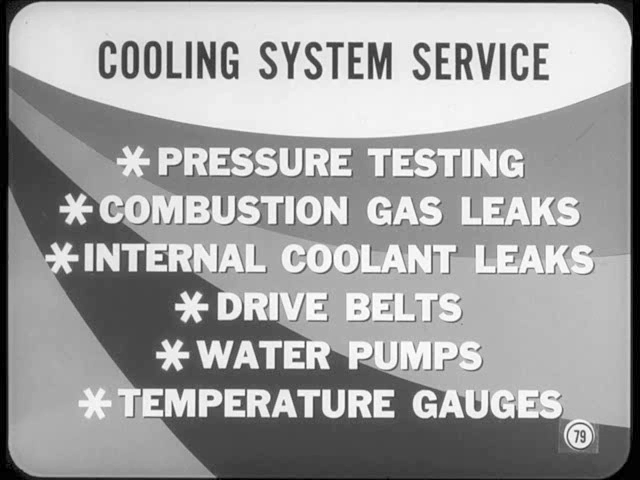 COOLING SYSTEM SERVICE
* PRESSURE TESTING
* COMBUSTION GAS LEAKS
* INTERNAL COOLANT LEAKS
* DRIVE BELTS
* WATER PUMPS
* TEMPERATURE GAUGES
79